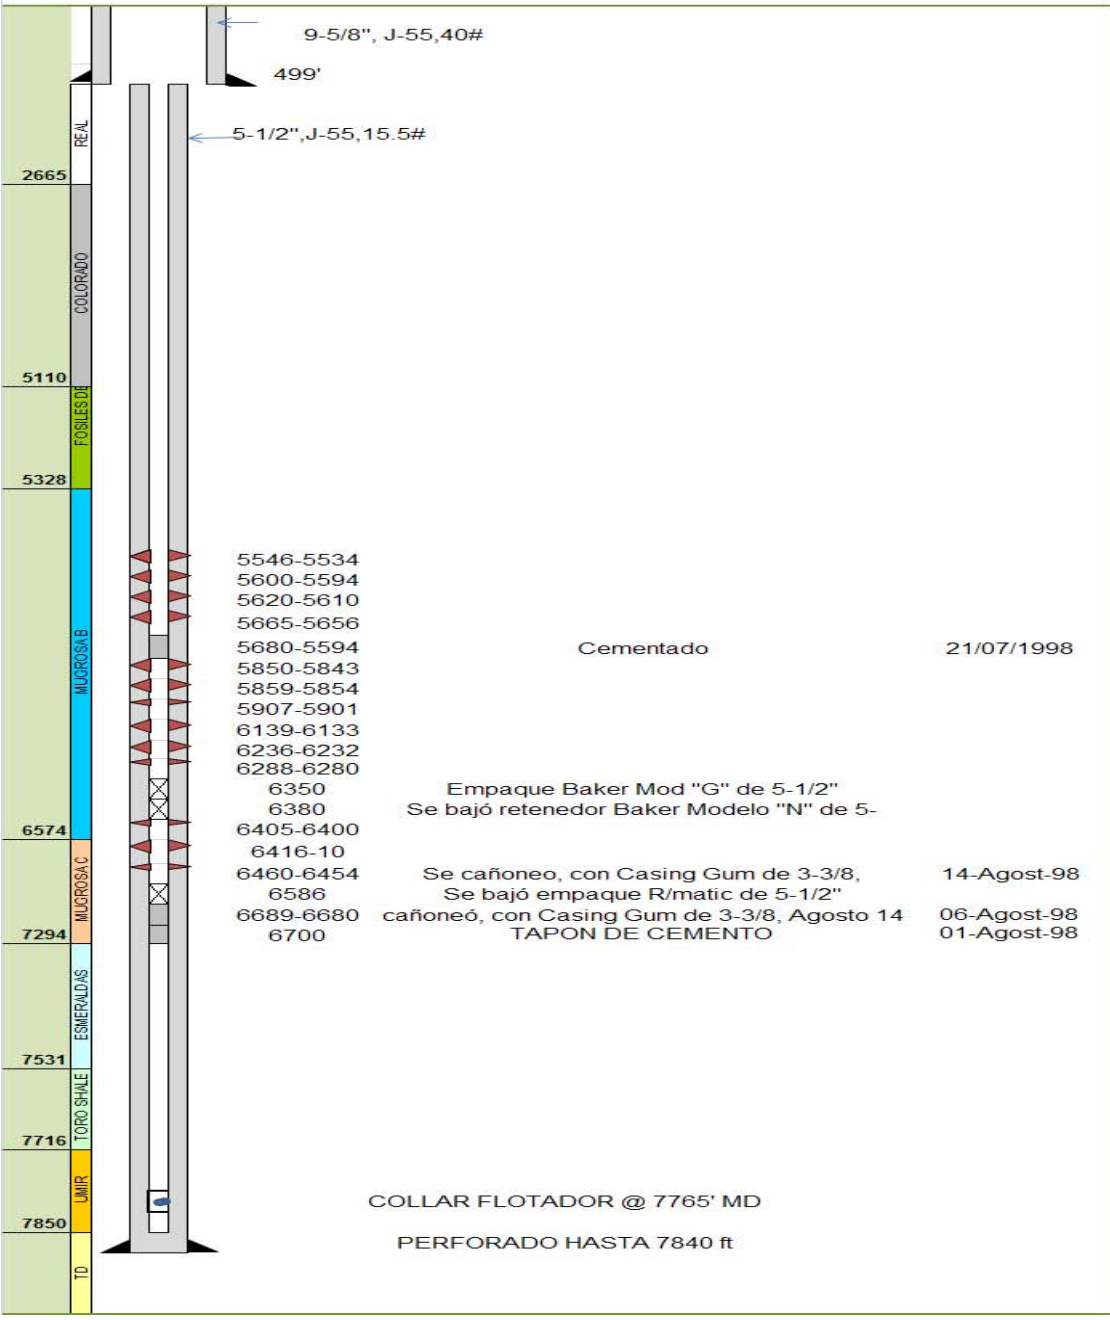 9-5/8", J-55,40#
499'
REAL
5-1/2",J-55,15.5#
2665
COLORADO
5110
FOSILES DE
5328
MUGROSA B
5546-5534
5600-5594
5620-5610
5665-5656
5680-5594 Cementado 21/07/1998
5850-5843
5859-5854
5907-5901
6139-6133
6236-6232
6288-6280
6350 Empaque Baker Mod "G" de 5-1/2"
6380 Se bajó retenedor Baker Modelo "N" de 5-
6405-6400
6574
6416-10
MUGROSA C
6460-6454 Se cañoneo, con Casing Gum de 3-3/8, 14-Agost-98
6586 Se bajó empaque R/matic de 5-1/2"
6689-6680 cañoneó, con Casing Gum de 3-3/8, Agosto 14 06-Agost-98
6700 TAPON DE CEMENTO 01-Agost-98
7294
ESMERALDAS
7531
TORO SHALE
7716
UMIR
COLLAR FLOTADOR @ 7765' MD
7850
PERFORADO HASTA 7840 ft
TD